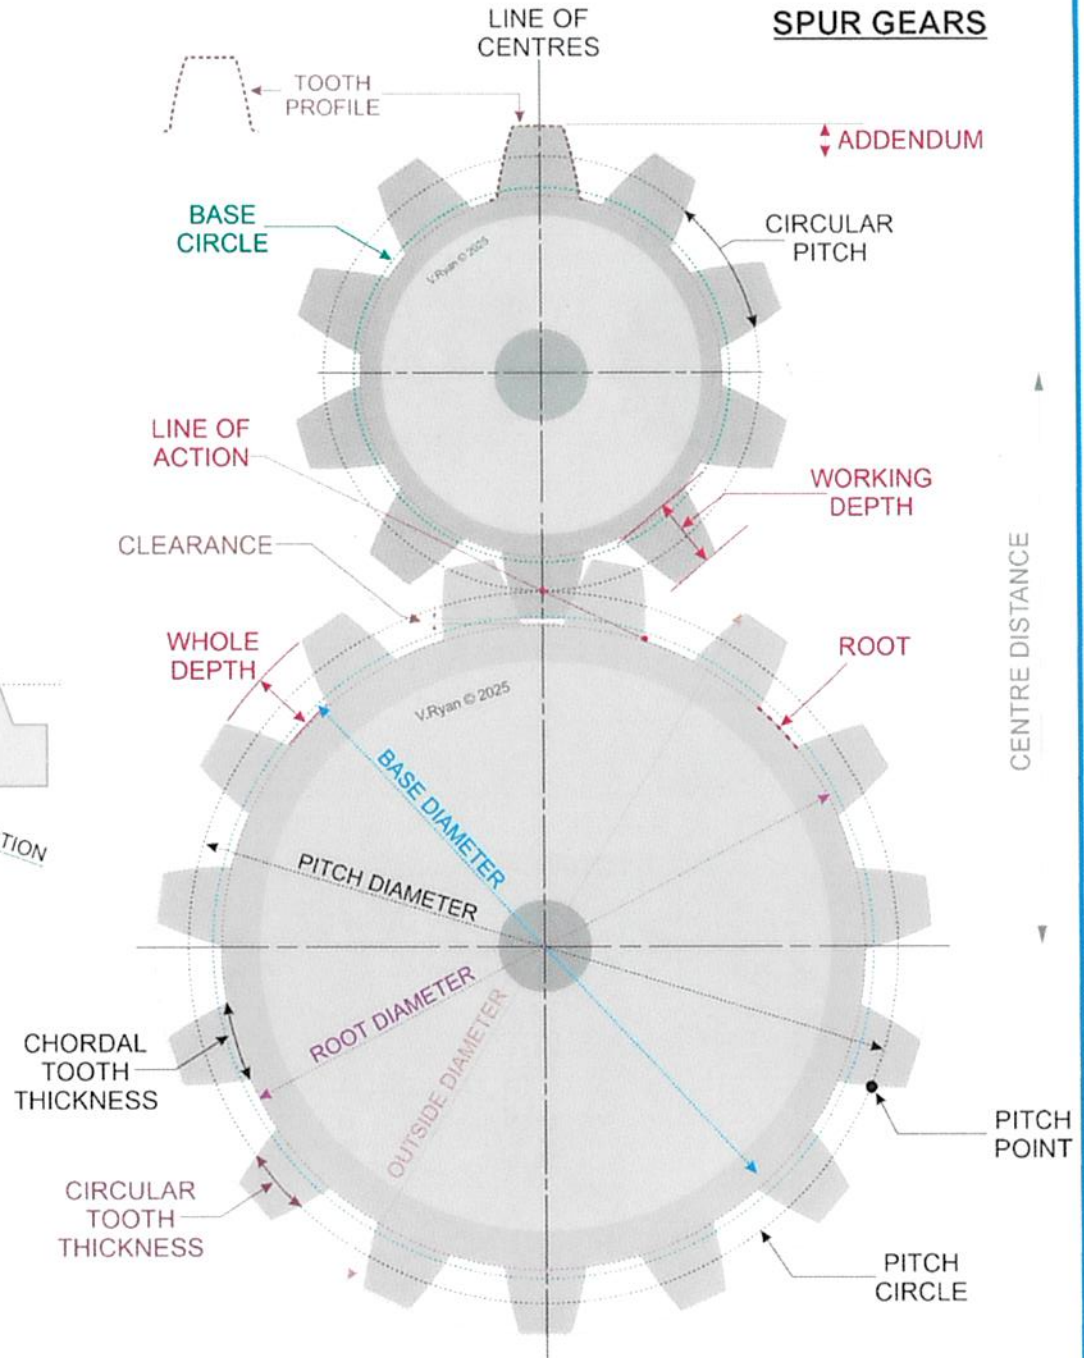 LINE OF
CENTRES
SPUR GEARS
TOOTH
PROFILE
ADDENDUM
BASE
CIRCLE
CIRCULAR
PITCH
V.Ryan © 2025
LINE OF
ACTION
WORKING
DEPTH
CLEARANCE
WHOLE
DEPTH
ROOT
CENTRE DISTANCE
V.Ryan © 2025
BASE DIAMETER
TION
PITCH DIAMETER
ROOT DIAMETER
OUTSIDE DIAMETER
CHORDAL
TOOTH
THICKNESS
PITCH
POINT
CIRCULAR
TOOTH
THICKNESS
PITCH
CIRCLE